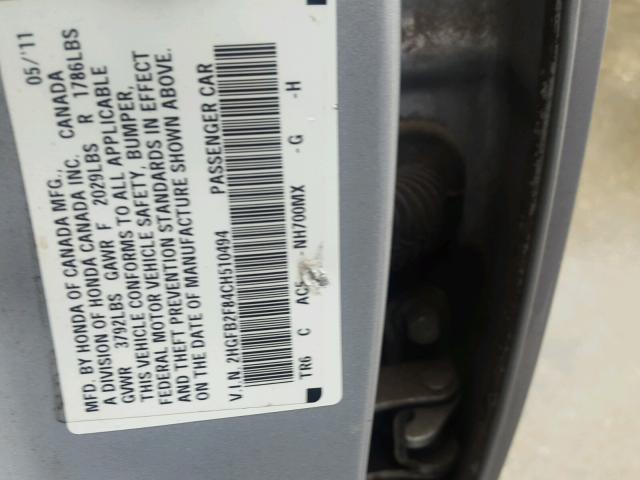 MFD. BY HONDA OF CANADA MFG., 05/'11
A DIVISION OF HONDA CANADA INC. CANADA
GVWR 3792LBS GAWR F 2029LBS R 1786LBS
THIS VEHICLE CONFORMS TO ALL APPLICABLE
FEDERAL MOTOR VEHICLE SAFETY, BUMPER,
AND THEFT PREVENTION STANDARDS IN EFFECT
ON THE DATE OF MANUFACTURE SHOWN ABOVE.
V.I.N. 2HGFB2F84CH510494 PASSENGER CAR
TR6 C AC5 NH700MX -G -H